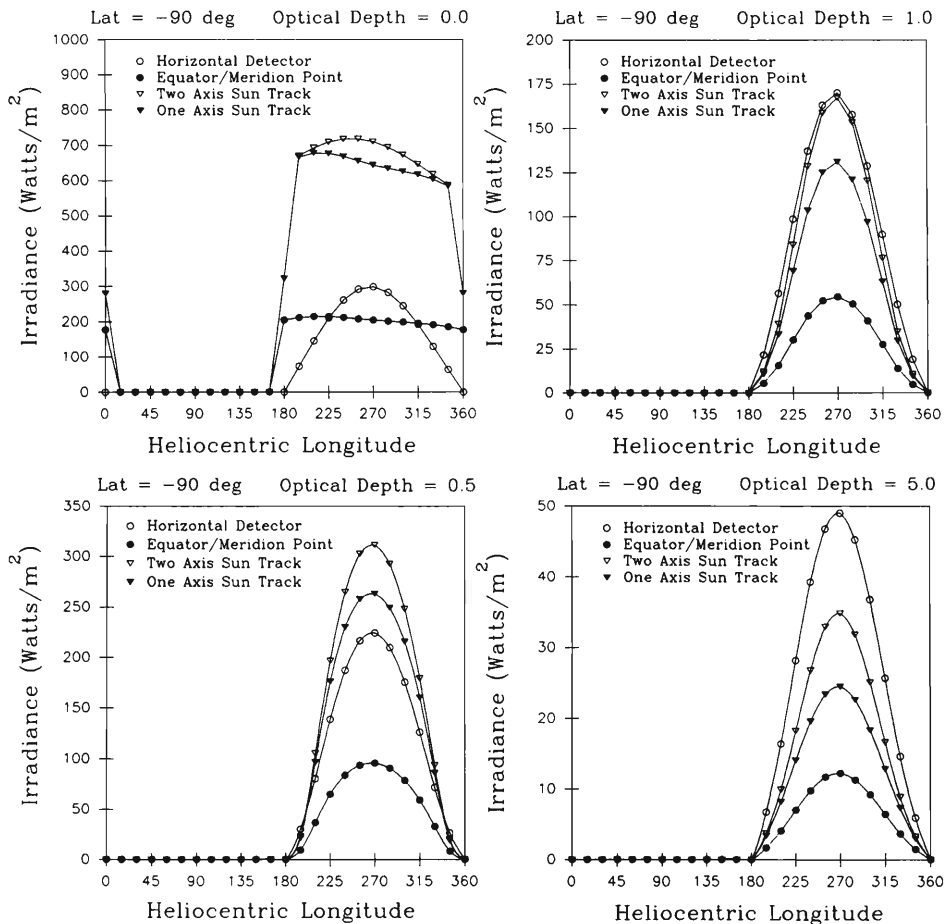 Lat = -90 deg Optical Depth = 0.0
1000
900
800
700
600
500
400
300
200
100
0
Irradiance (Watts/m²)
Horizontal Detector
Equator/Meridion Point
Two Axis Sun Track
One Axis Sun Track
0 45 90 135 180 225 270 315 360
Heliocentric Longitude
Lat = -90 deg Optical Depth = 1.0
200
175
150
125
100
75
50
25
0
Irradiance (Watts/m²)
Horizontal Detector
Equator/Meridion Point
Two Axis Sun Track
One Axis Sun Track
0 45 90 135 180 225 270 315 360
Heliocentric Longitude
Lat = -90 deg Optical Depth = 0.5
350
300
250
200
150
100
50
0
Irradiance (Watts/m²)
Horizontal Detector
Equator/Meridion Point
Two Axis Sun Track
One Axis Sun Track
0 45 90 135 180 225 270 315 360
Heliocentric Longitude
Lat = -90 deg Optical Depth = 5.0
50
40
30
20
10
0
Irradiance (Watts/m²)
Horizontal Detector
Equator/Meridion Point
Two Axis Sun Track
One Axis Sun Track
0 45 90 135 180 225 270 315 360
Heliocentric Longitude